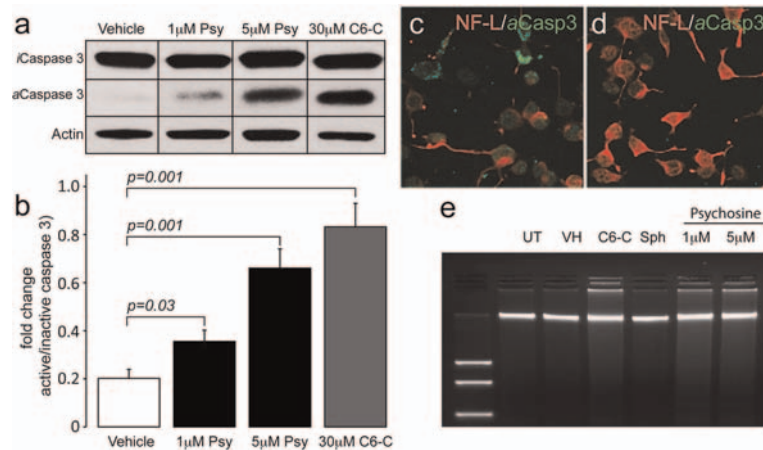 a
Vehicle 1μM Psy 5μM Psy 30μM C6-C
iCaspase 3
aCaspase 3
Actin
b
fold change
active/inactive caspase 3)
1.0
0.8
0.6
0.4
0.2
0
p=0.001
p=0.001
p=0.03
Vehicle 1μM Psy 5μM Psy 30μM C6-C
c NF-L/aCasp3
d NF-L/aCasp3
e
Psychosine
UT VH C6-C Sph 1μM 5μM